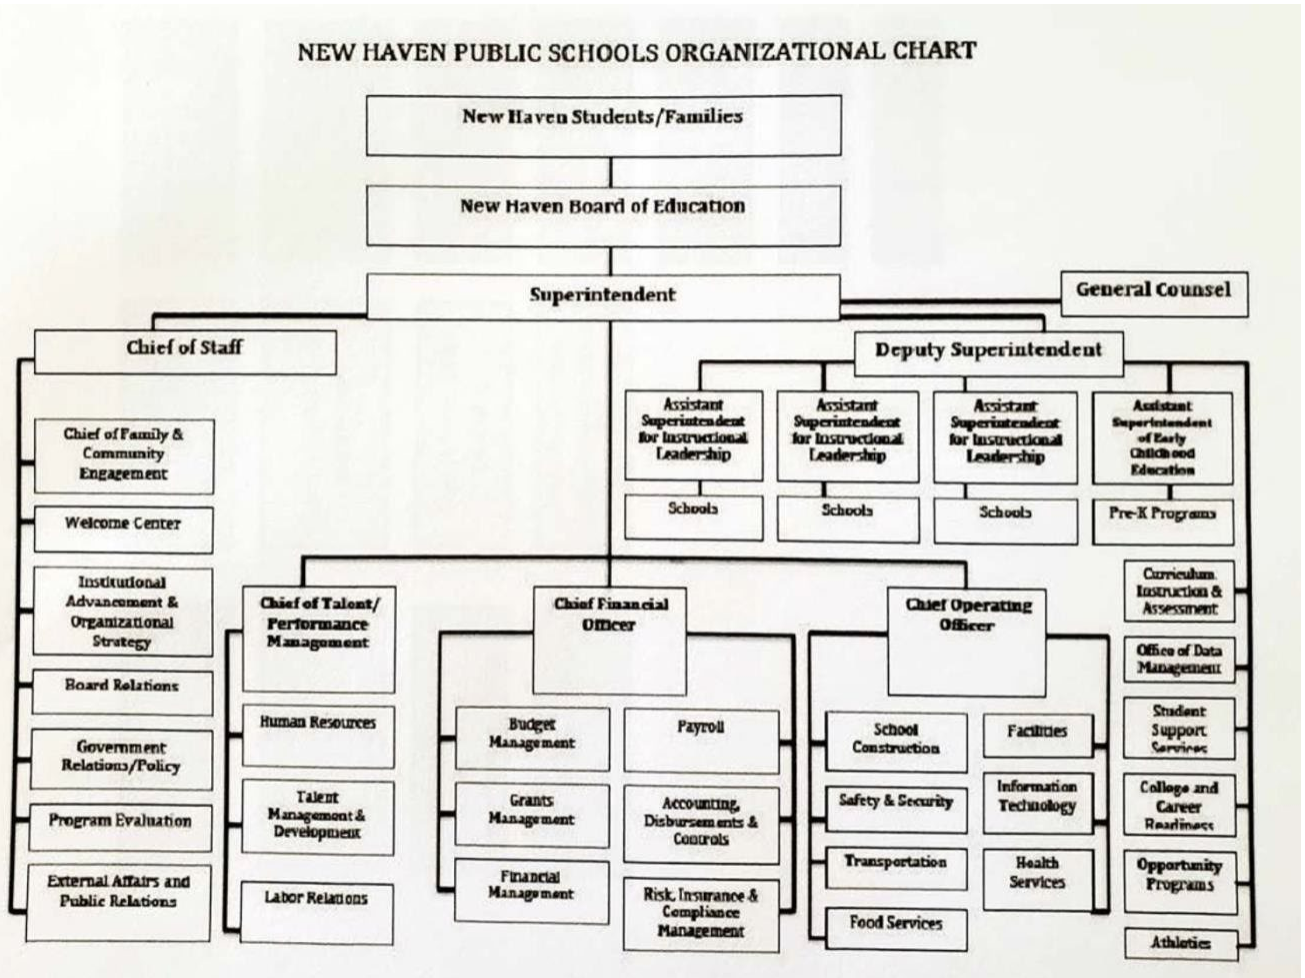 NEW HAVEN PUBLIC SCHOOLS ORGANIZATIONAL CHART
New Haven Students/Families
New Haven Board of Education
Superintendent
General Counsel
Chief of Staff
Deputy Superintendent
Chief of Family &
Community
Engagement
Welcome Center
Institutional
Advancement &
Organizational
Strategy
Board Relations
Government
Relations/Policy
Program Evaluation
External Affairs and
Public Relations
Assistant
Superintendent
for Instructional
Leadership
Schools
Assistant
Superintendent
for Instructional
Leadership
Schools
Assistant
Superintendent
for Instructional
Leadership
Schools
Assistant
Superintendent
of Early
Childhood
Education
Pre-K Programs
Chief of Talent/
Performance
Management
Human Resources
Talent
Management &
Development
Labor Relations
Chief Financial
Officer
Budget
Management
Grants
Management
Financial
Management
Payroll
Accounting,
Disbursements &
Controls
Risk, Insurance &
Compliance
Management
Chief Operating
Officer
School
Construction
Safety & Security
Transportation
Food Services
Facilities
Information
Technology
Health
Services
Curriculum,
Instruction &
Assessment
Office of Data
Management
Student
Support
Services
College and
Career
Readiness
Opportunity
Programs
Athletics